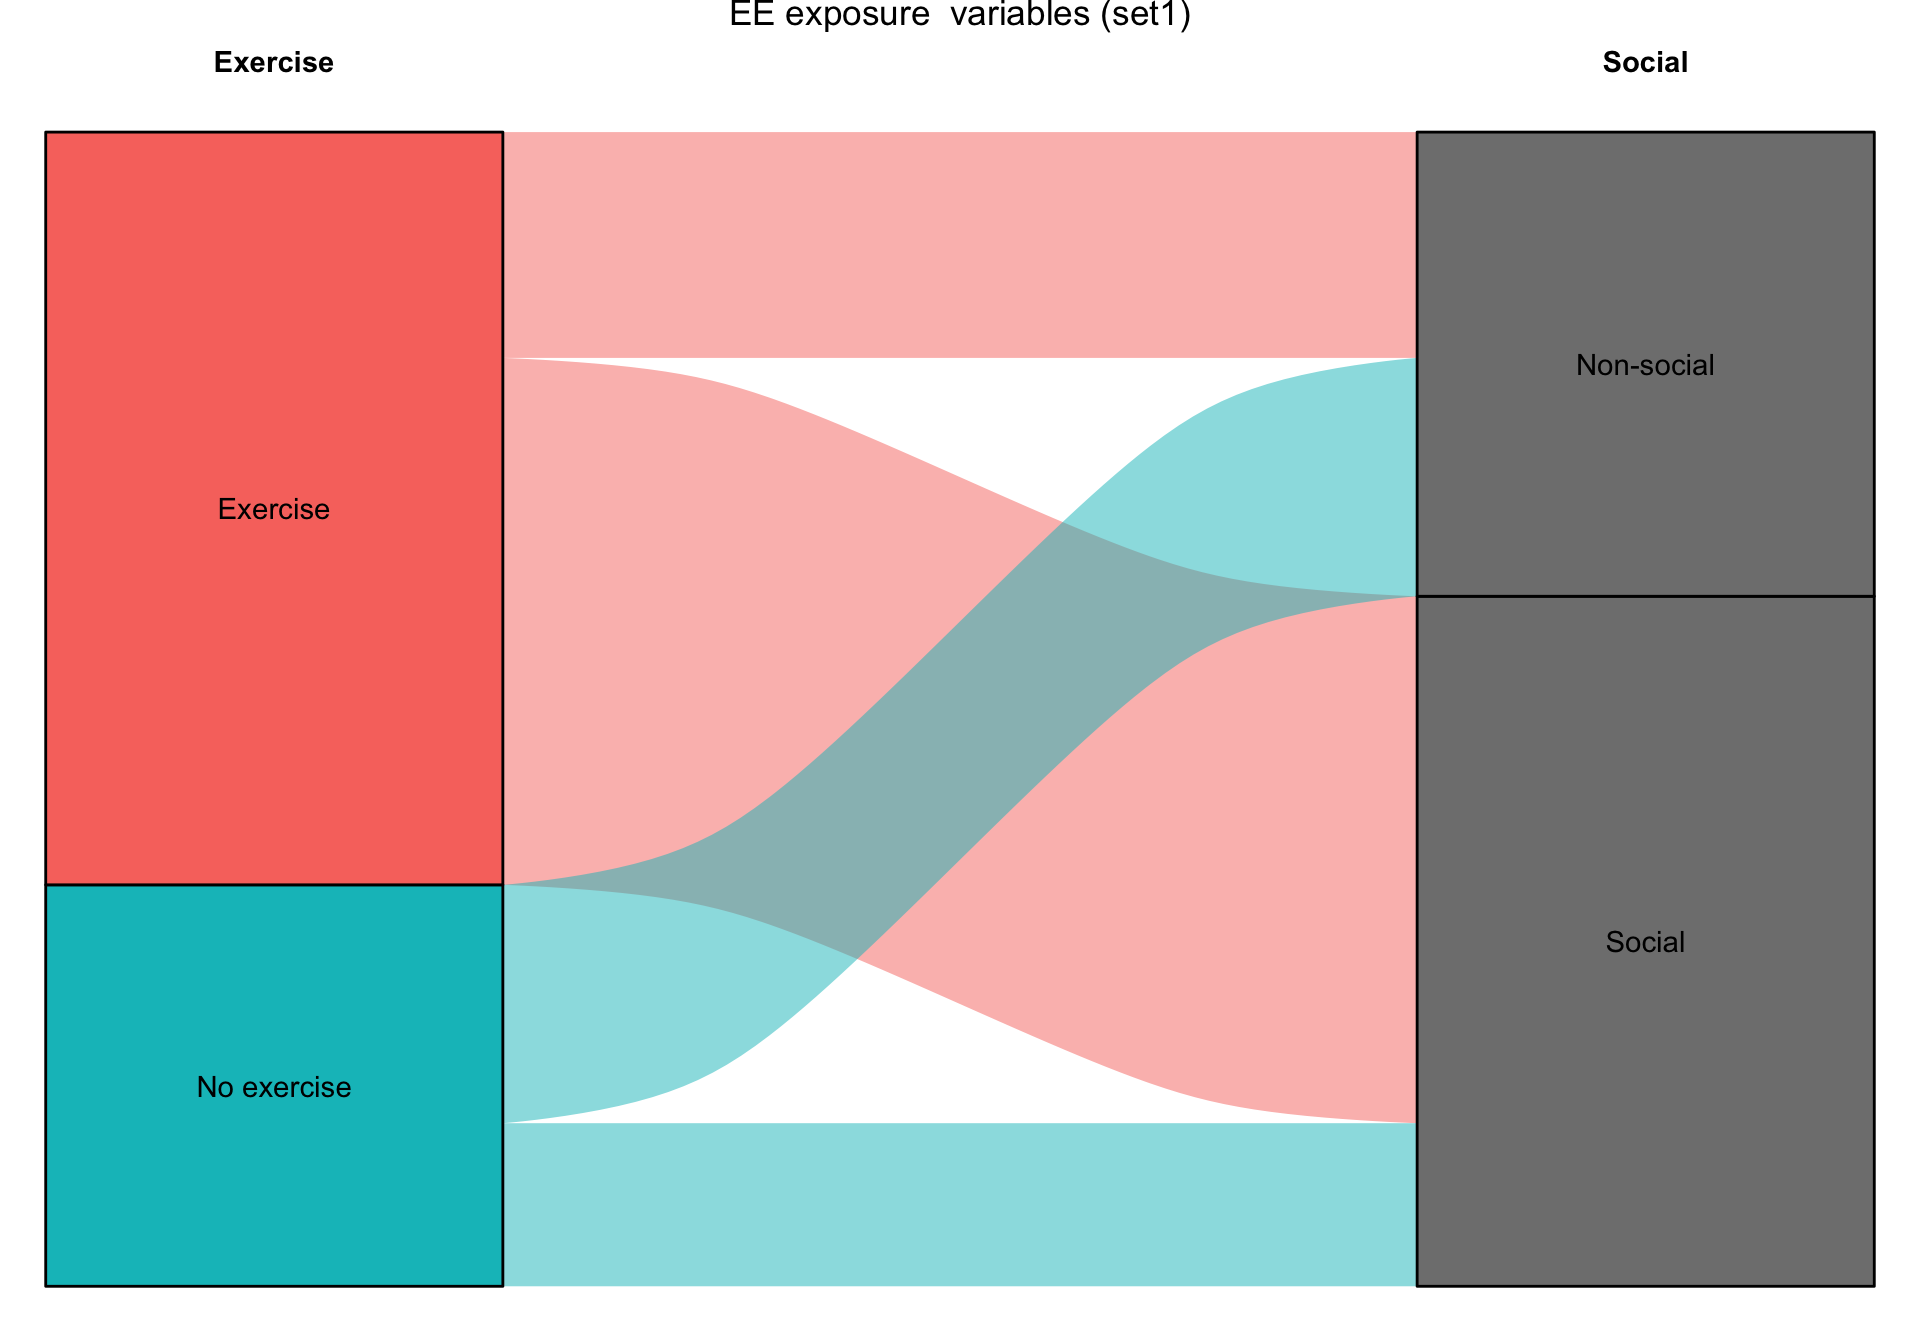 EE exposure  variables (set1)
Exercise
Social
Non-social
Exercise
Social
No exercise